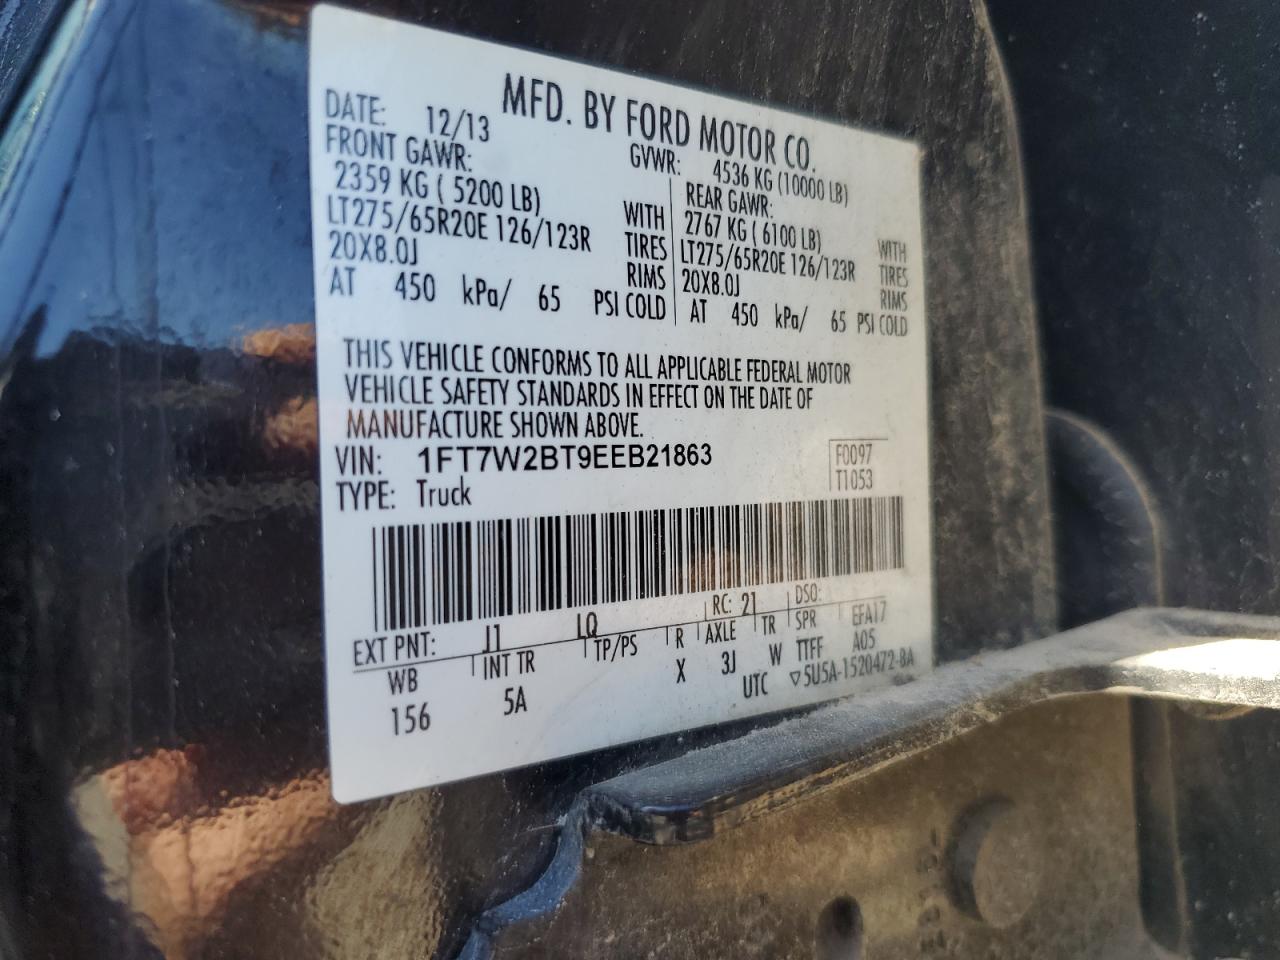 MFD. BY FORD MOTOR CO.
DATE: 12/13
GVWR: 4536 KG (10000 LB)
FRONT GAWR:
2359 KG ( 5200 LB) WITH
LT275/65R20E 126/123R TIRES
20X8.0J RIMS
AT 450 kPa/ 65 PSI COLD
REAR GAWR:
2767 KG ( 6100 LB) WITH
LT275/65R20E 126/123R TIRES
20X8.0J RIMS
AT 450 kPa/ 65 PSI COLD
THIS VEHICLE CONFORMS TO ALL APPLICABLE FEDERAL MOTOR
VEHICLE SAFETY STANDARDS IN EFFECT ON THE DATE OF
MANUFACTURE SHOWN ABOVE.
VIN: 1FT7W2BT9EEB21863
TYPE: Truck
F0097
T1053
EXT PNT: J1 LQ RC: 21 DSO:
WB INT TR TP/PS R AXLE TR SPR EFA17
156 5A X 3J W TTFF A05
UTC ▽5U5A-1520472-BA